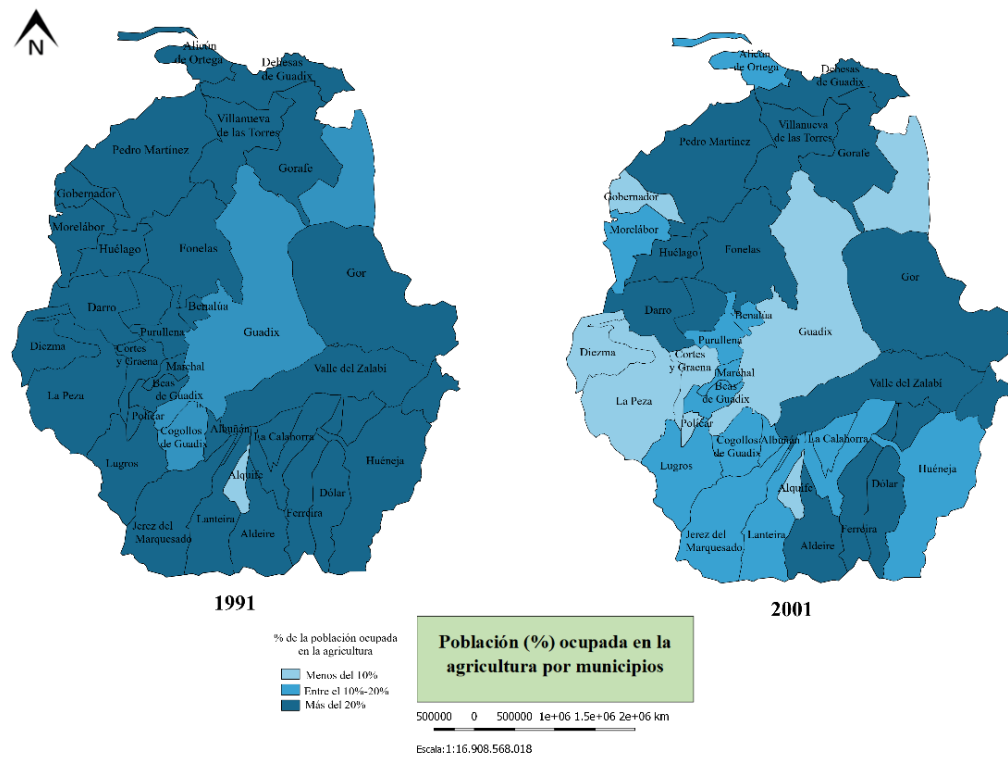 N
Alicún
de Ortega
Dehesas
de Guadix
Villanueva
de las Torres
Pedro Martínez
Gorafe
Gobernador
Morelábor
Huélago
Fonelas
Gor
Darro
Benalúa
Purullena
Guadix
Diezma
Cortes
y Graena
Marchal
Valle del Zalabí
Beas
de Guadix
La Peza
Policar
Albuñán
Cogollos
de Guadix
La Calahorra
Lugros
Alquife
Huéneja
Dólar
Lanteira
Ferreira
Jerez del
Marquesado
Aldeire
1991
Alicún
de Ortega
Dehesas
de Guadix
Villanueva
de las Torres
Pedro Martínez
Gorafe
Gobernador
Morelábor
Huélago
Fonelas
Gor
Darro
Benalúa
Purullena
Guadix
Diezma
Cortes
y Graena
Marchal
Beas
de Guadix
Valle del Zalabí
La Peza
Policar
Cogollos
de Guadix
Albuñán
La Calahorra
Lugros
Huéneja
Alquife
Dólar
Jerez del
Marquesado
Lanteira
Ferreira
Aldeire
2001
% de la población ocupada
en la agricultura
Menos del 10%
Entre el 10%-20%
Más del 20%
Población (%) ocupada en la
agricultura por municipios
500000 0 500000 1e+06 1.5e+06 2e+06 km
Escala:1:16.908.568.018